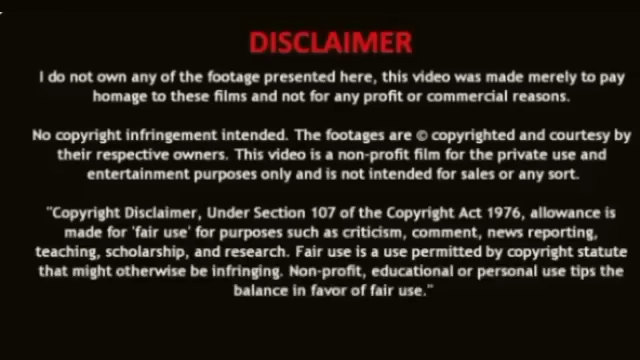 DISCLAIMER
I do not own any of the footage presented here, this video was made merely to pay
homage to these films and not for any profit or commercial reasons.
No copyright infringement intended. The footages are © copyrighted and courtesy by
their respective owners. This video is a non-profit film for the private use and
entertainment purposes only and is not intended for sales or any sort.
"Copyright Disclaimer, Under Section 107 of the Copyright Act 1976, allowance is
made for 'fair use' for purposes such as criticism, comment, news reporting,
teaching, scholarship, and research. Fair use is a use permitted by copyright statute
that might otherwise be infringing. Non-profit, educational or personal use tips the
balance in favor of fair use."